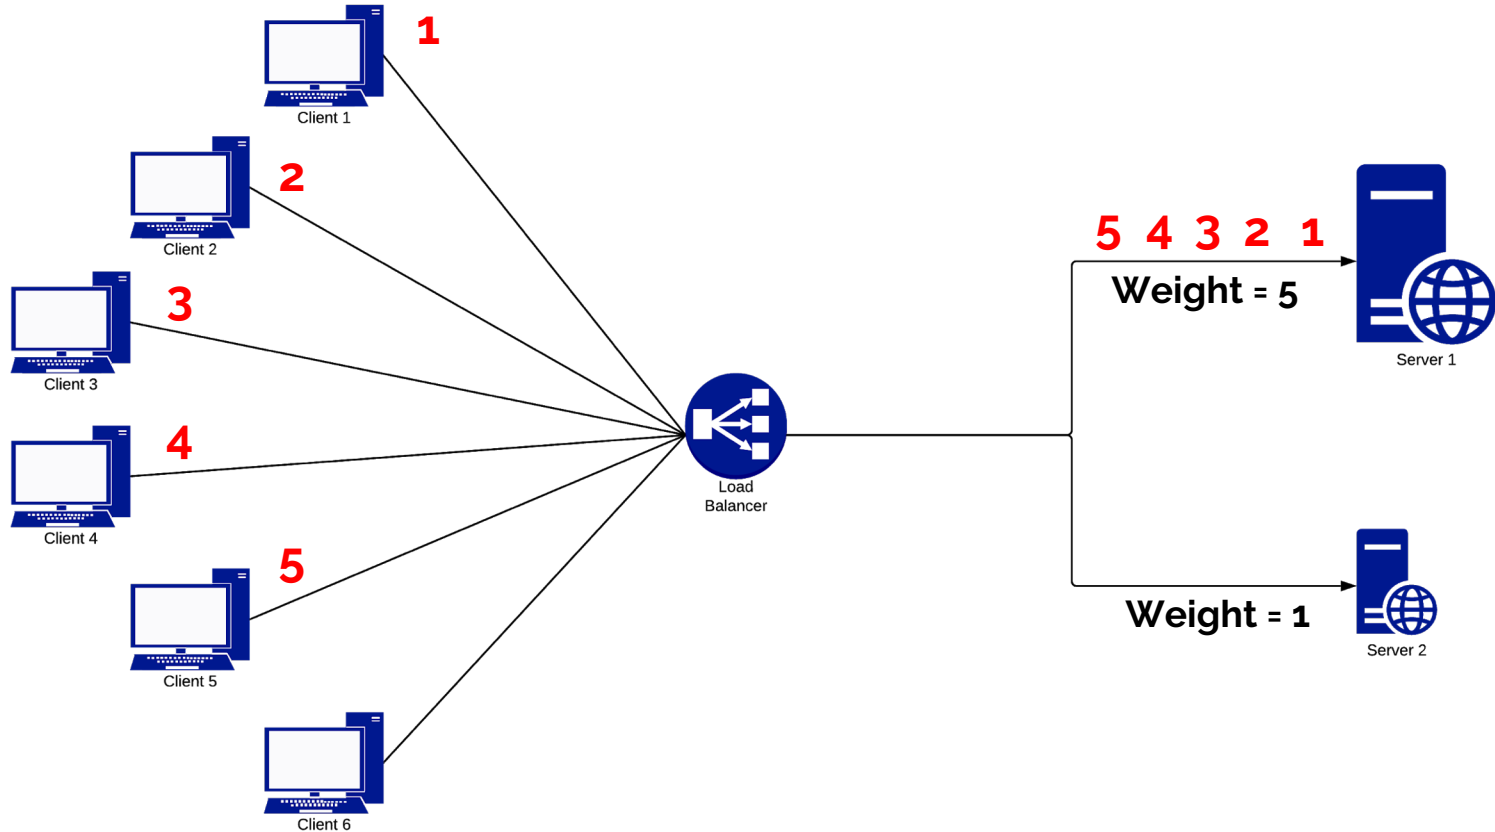 1
Client 1
2
Client 2
3
Client 3
4
Client 4
5
Client 5
Client 6
Load
Balancer
5 4 3 2 1
Weight = 5
Server 1
Weight = 1
Server 2